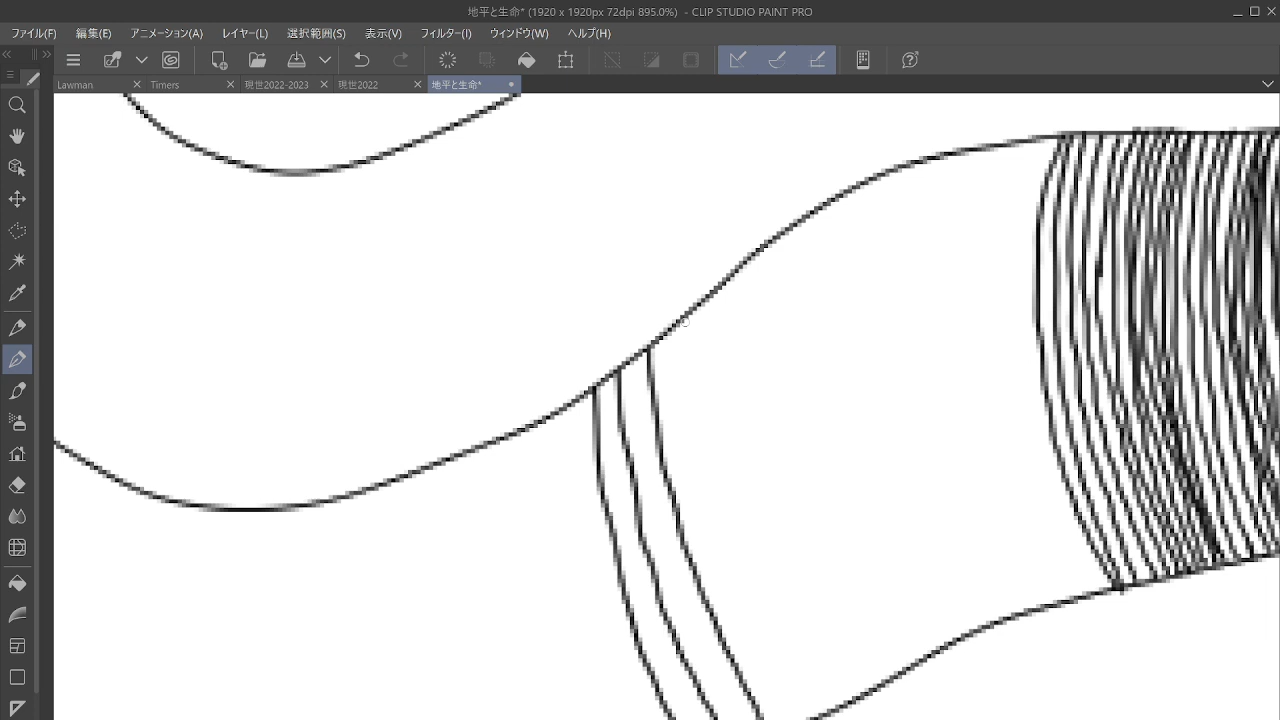 地平と生命* (1920 x 1920px 72dpi 895.0%) - CLIP STUDIO PAINT PRO
ファイル(F) 編集(E) アニメーション(A) レイヤー(L) 選択範囲(S) 表示(V) フィルター(I) ウィンドウ(W) ヘルプ(H)
Lawman Timers 現世2022-2023 現世2022 地平と生命*